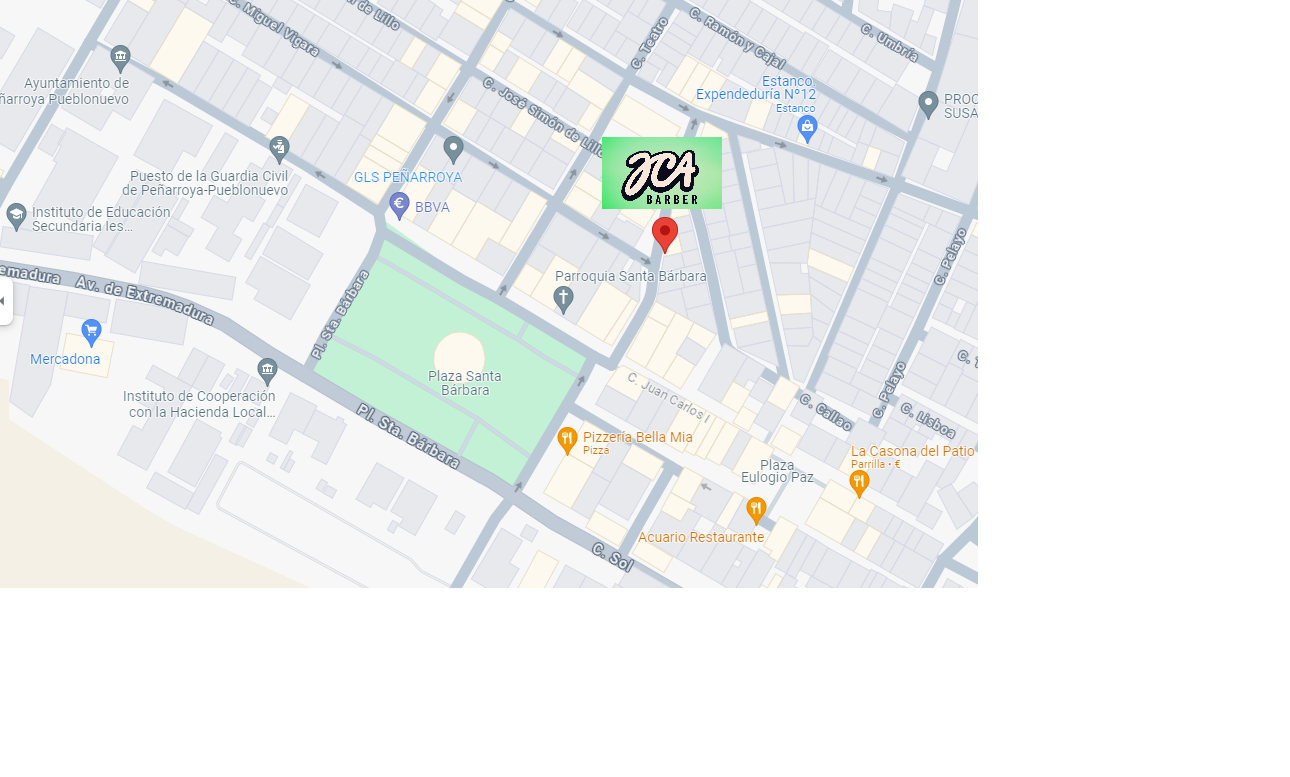 C. Miguel Vigara
n de Lillo
C. Teatro
C. Ramón y Cajal
C. Umbría
Ayuntamiento de
ñarroya Pueblonuevo
C. José Simón de Lillo
Estanco.
Expendeduría Nº12
Estanco
PROC
SUSA
Puesto de la Guardia Civil
de Peñarroya-Pueblonuevo
GLS PEÑARROYA
BBVA
JCA
BARBER
Instituto de Educación
Secundaria Ies...
C. Pelayo
emadura
Av. de Extremadura
Pl. Sta. Bárbara
Parroquia Santa Bárbara
Mercadona
Plaza Santa
Bárbara
C. Juan Carlos I
Instituto de Cooperación
con la Hacienda Local...
C. Pelayo
C. Callao
C. Lisboa
Pl. Sta. Bárbara
Pizzería Bella Mia
Pizza
La Casona del Patio
Parrilla • €
Plaza
Eulogio Paz
Acuario Restaurante
C. Sol